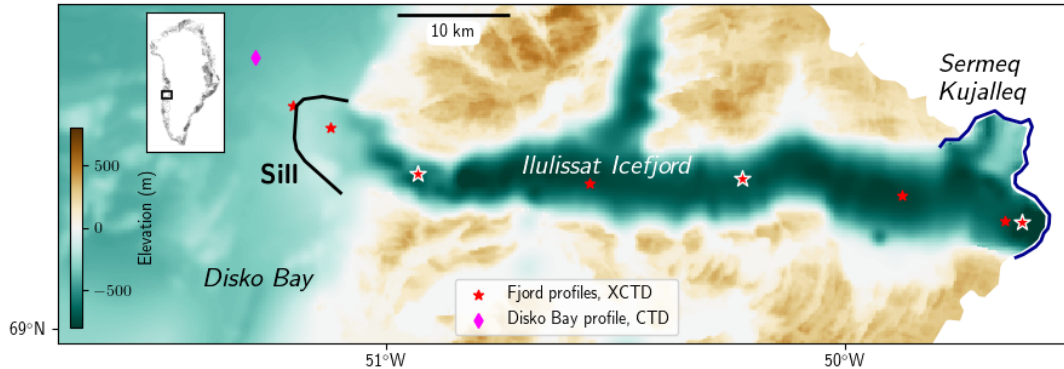 10 km
Sermeq
Kujalleq
Sill
Ilulissat Icefjord
500
0
−500
Elevation (m)
Disko Bay
Fjord profiles, XCTD
Disko Bay profile, CTD
69°N
51°W
50°W